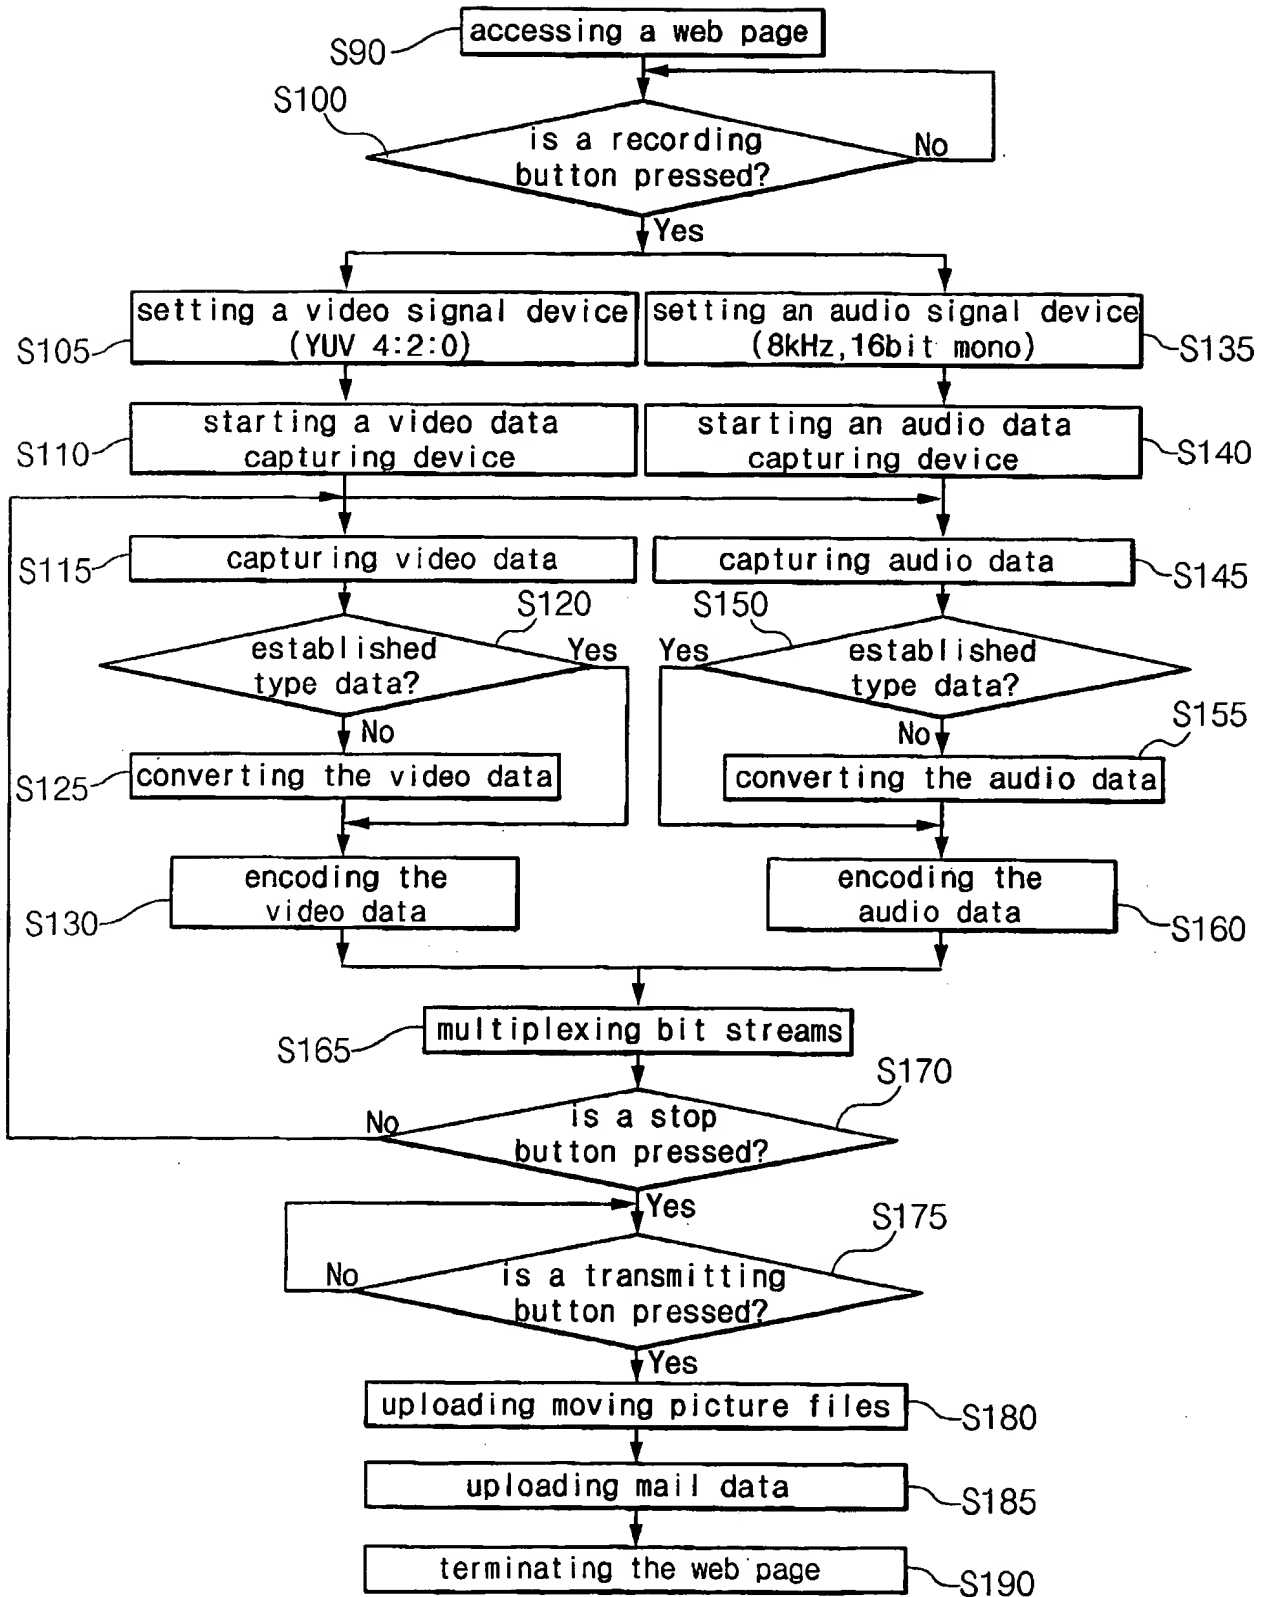 accessing a web page
S90
S100
is a recording
button pressed?
No
Yes
setting a video signal device
(YUV 4:2:0)
S105
setting an audio signal device
(8kHz,16bit mono)
S135
starting a video data
capturing device
S110
starting an audio data
capturing device
S140
capturing video data
S115
capturing audio data
S145
S120
established
type data?
Yes
No
S150
Yes
established
type data?
No
S155
converting the video data
S125
converting the audio data
encoding the
video data
S130
encoding the
audio data
S160
multiplexing bit streams
S165
S170
No
is a stop
button pressed?
Yes
S175
No
is a transmitting
button pressed?
Yes
uploading moving picture files
S180
uploading mail data
S185
terminating the web page
S190